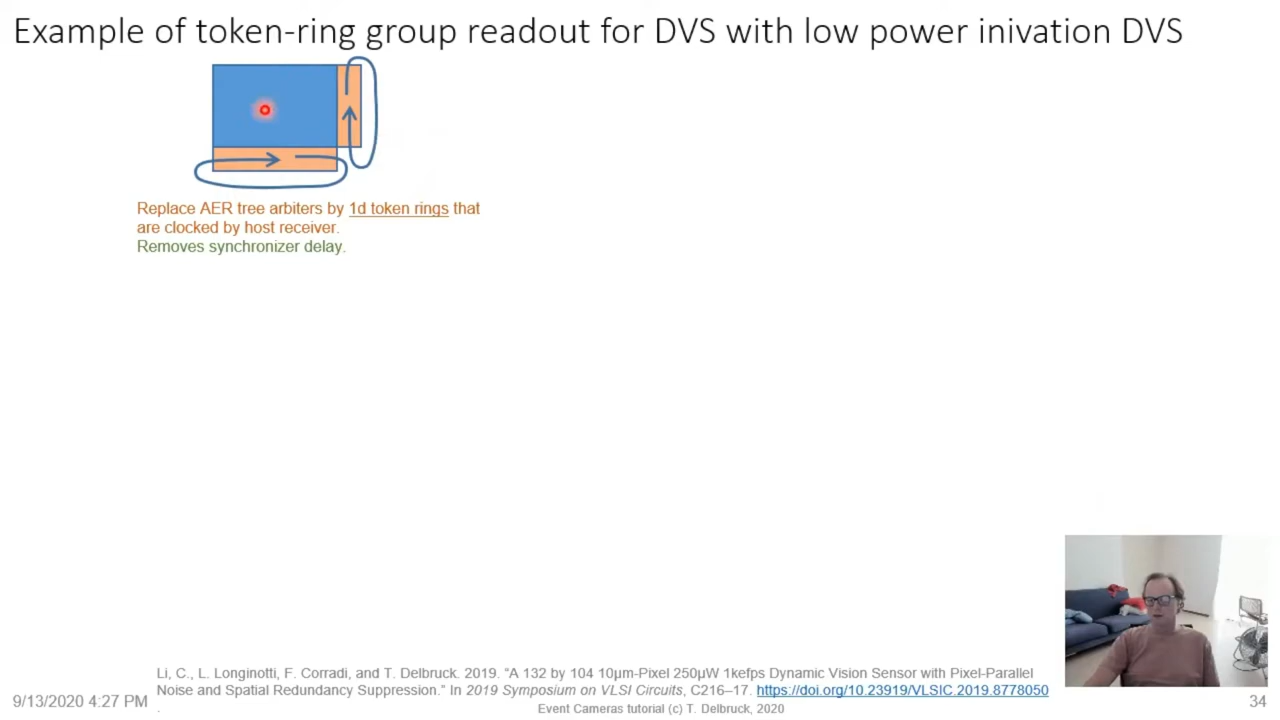 Example of token-ring group readout for DVS with low power inivation DVS
Replace AER tree arbiters by 1d token rings that
are clocked by host receiver.
Removes synchronizer delay.
Li, C., L. Longinotti, F. Corradi, and T. Delbruck. 2019. “A 132 by 104 10μm-Pixel 250μW 1kefps Dynamic Vision Sensor with Pixel-Parallel
Noise and Spatial Redundancy Suppression.” In 2019 Symposium on VLSI Circuits, C216–17. https://doi.org/10.23919/VLSIC.2019.8778050
.
9/13/2020 4:27 PM
Event Cameras tutorial (c) T. Delbruck, 2020
34